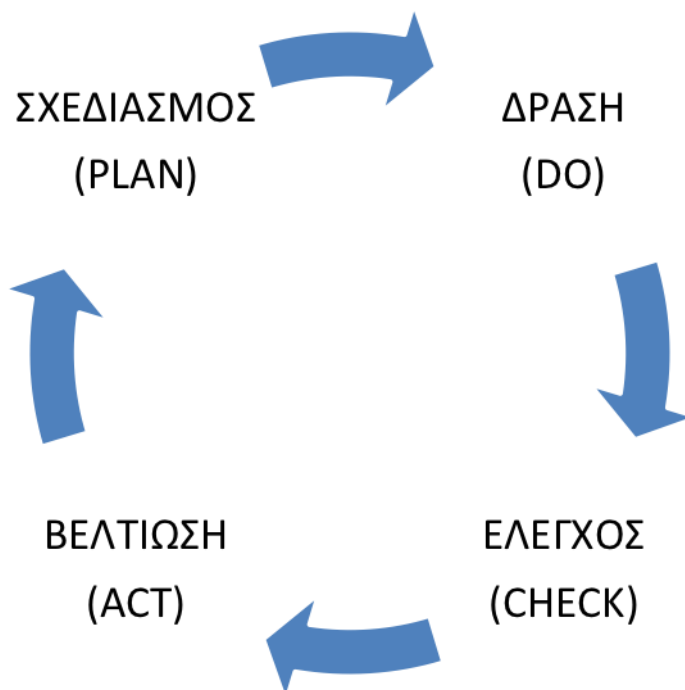 ΣΧΕΔΙΑΣΜΟΣ
(PLAN)
ΔΡΑΣΗ
(DO)
ΕΛΕΓΧΟΣ
(CHECK)
ΒΕΛΤΙΩΣΗ
(ACT)